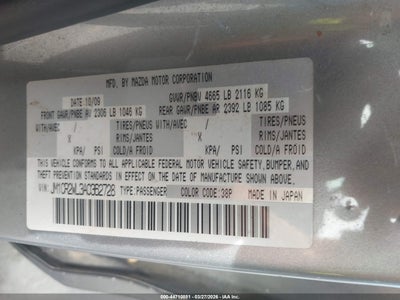 MFD. BY MAZDA MOTOR CORPORATION
DATE 10/09 GVWR/PNBV 4665 LB 2116 KG
FRONT GAWR/PNBE AV 2306 LB 1046 KG REAR GAWR/PNBE AR 2392 LB 1085 KG
WITH/AVEC TIRES/PNEUS WITH/AVEC TIRES/PNEUS
X RIMS/JANTES X RIMS/JANTES
KPA/ PSI COLD/A FROID KPA/ PSI COLD/A FROID
THIS VEHICLE CONFORMS TO ALL APPLICABLE FEDERAL MOTOR VEHICLE SAFETY, BUMPER, AND
THEFT PREVENTION STANDARDS IN EFFECT ON THE DATE OF MANUFACTURE SHOWN ABOVE.
VIN: TYPE PASSENGER COLOR CODE: 38P MADE IN JAPAN
000-44710051 | 03/27/2026 | IAA INC.